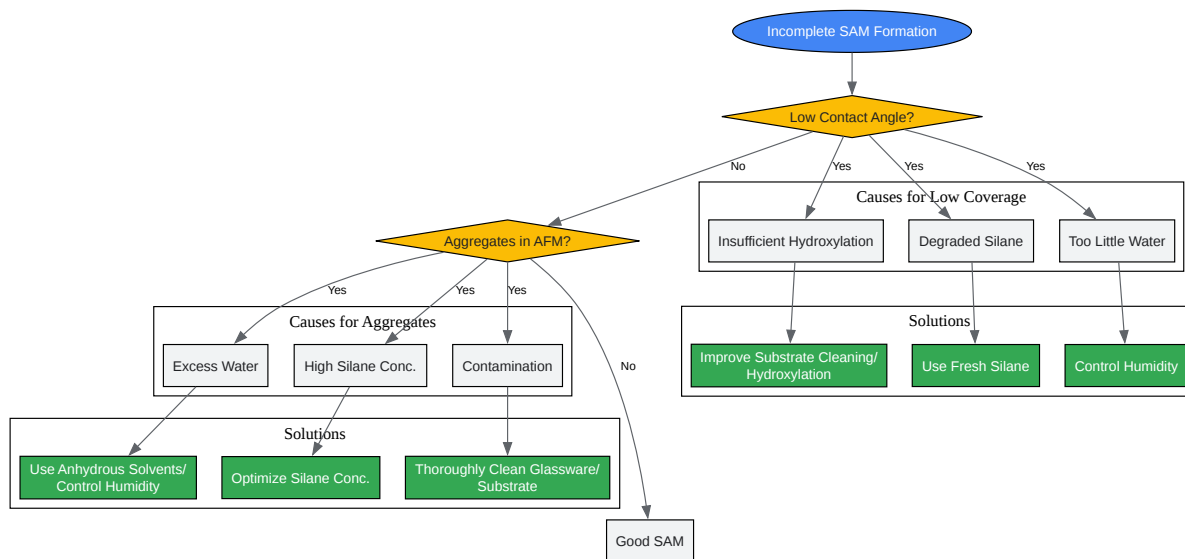 Incomplete SAM Formation
Low Contact Angle?
No
Yes
Yes
Yes
Causes for Low Coverage
Insufficient Hydroxylation
Degraded Silane
Too Little Water
Aggregates in AFM?
Yes
Yes
Yes
No
Causes for Aggregates
Excess Water
High Silane Conc.
Contamination
Solutions
Improve Substrate Cleaning/
Hydroxylation
Use Fresh Silane
Control Humidity
Solutions
Use Anhydrous Solvents/
Control Humidity
Optimize Silane Conc.
Thoroughly Clean Glassware/
Substrate
Good SAM